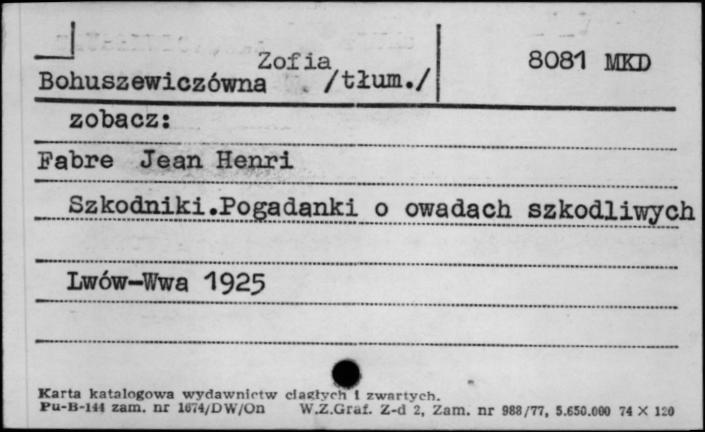 Zofia 8081 MKD
Bohuszewiczówna /tłum./
zobacz:
Fabre Jean Henri
Szkodniki.Pogadanki o owadach szkodliwych
Lwów-Wwa 1925
Karta katalogowa wydawnictw ciągłych i zwartych.
Pu-B-144 zam. nr 1674/DW/On W.Z.Graf. Z-d 2, Zam. nr 988/77, 5.650.000 74 X 120